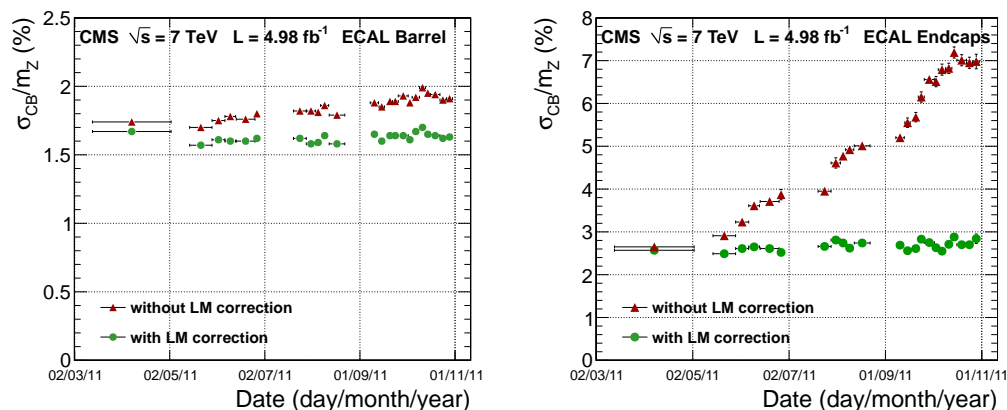 CMS √s = 7 TeV L = 4.98 fb⁻¹ ECAL Barrel
σCB/mZ (%)
2.5
2
1.5
1
0.5
0
without LM correction
with LM correction
02/03/11 02/05/11 02/07/11 01/09/11 01/11/11
Date (day/month/year)
CMS √s = 7 TeV L = 4.98 fb⁻¹ ECAL Endcaps
σCB/mZ (%)
8
7
6
5
4
3
2
1
0
without LM correction
with LM correction
02/03/11 02/05/11 02/07/11 01/09/11 01/11/11
Date (day/month/year)